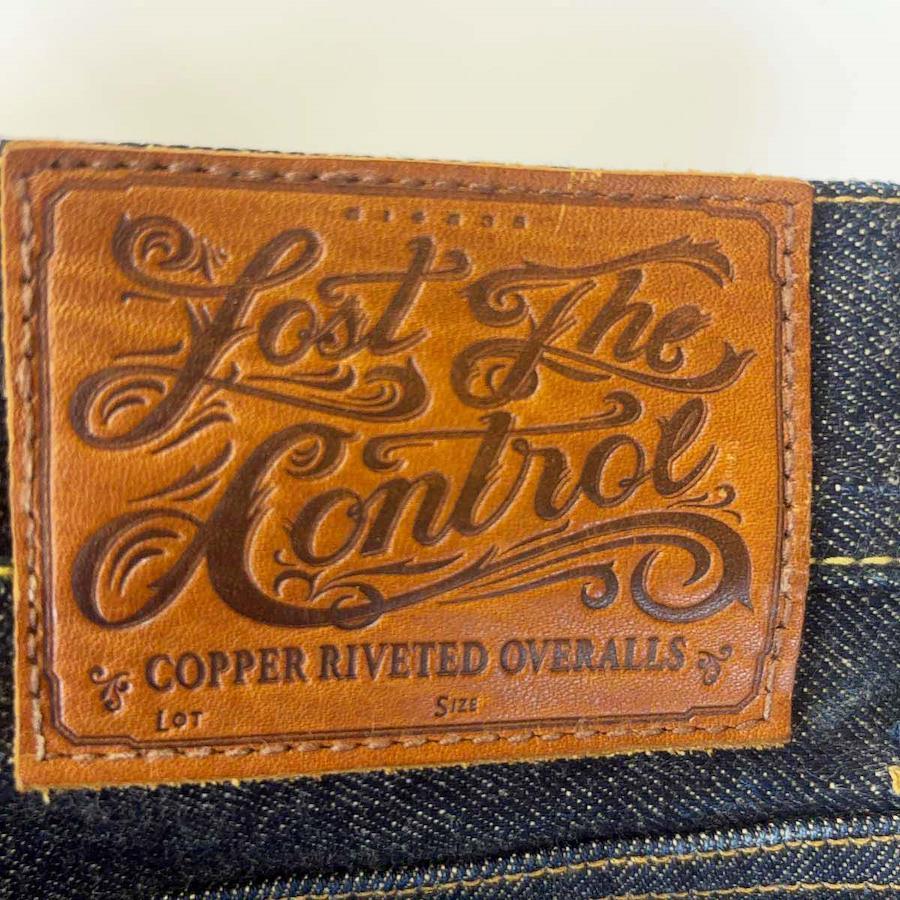 Lost The
Control
COPPER RIVETED OVERALLS
LOT SIZE